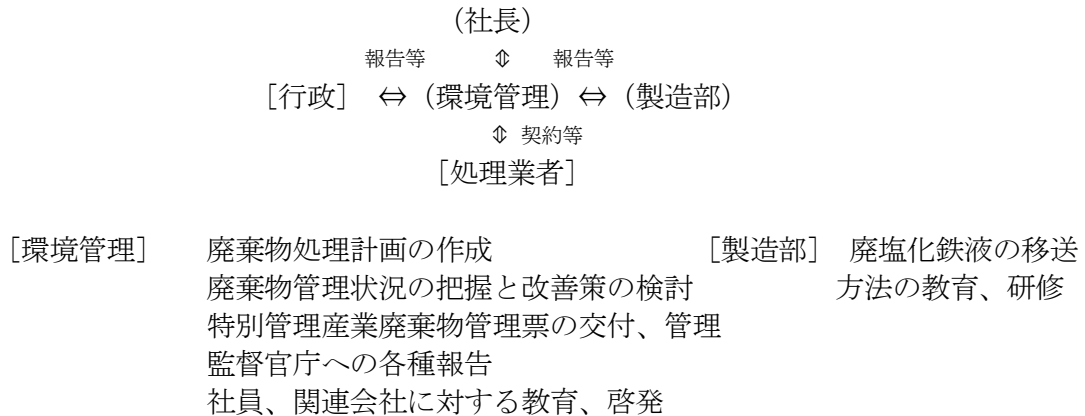 （社長）
報告等　⇕　報告等
［行政］ ⇔（環境管理）⇔（製造部）
⇕ 契約等
［処理業者］
［環境管理］　廃棄物処理計画の作成　［製造部］ 廃塩化鉄液の移送
廃棄物管理状況の把握と改善策の検討　方法の教育、研修
特別管理産業廃棄物管理票の交付、管理
監督官庁への各種報告
社員、関連会社に対する教育、啓発